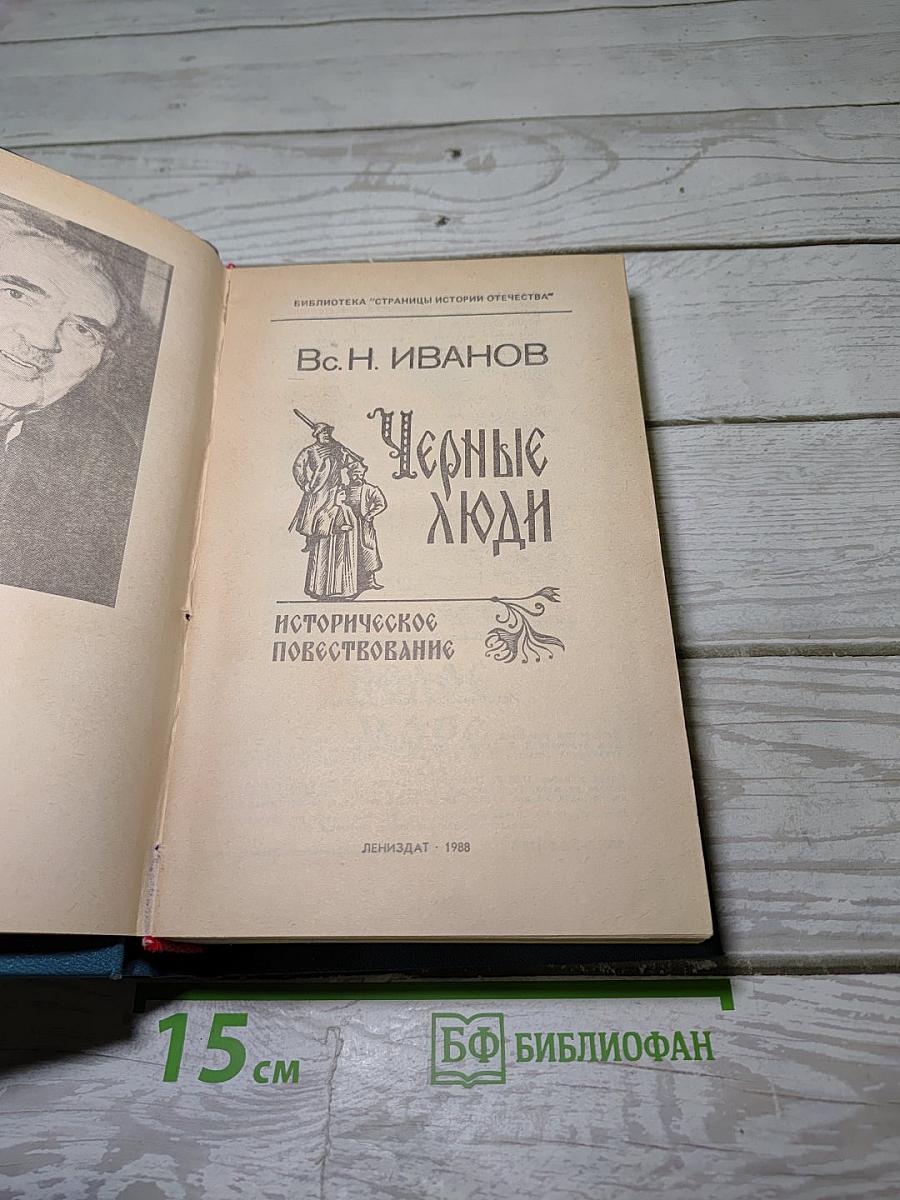 БИБЛИОТЕКА "СТРАНИЦЫ ИСТОРИИ ОТЕЧЕСТВА"
Вс. Н. ИВАНОВ
Черные
люди
ИСТОРИЧЕСКОЕ
ПОВЕСТВОВАНИЕ
ЛЕНИЗДАТ · 1988
15 см
БФ БИБЛИОФАН